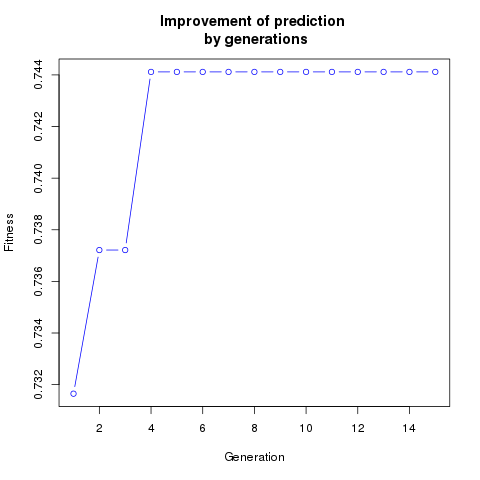 Improvement of prediction
by generations
0.744
0.742
0.740
0.738
0.736
0.734
0.732
Fitness
2 4 6 8 10 12 14
Generation